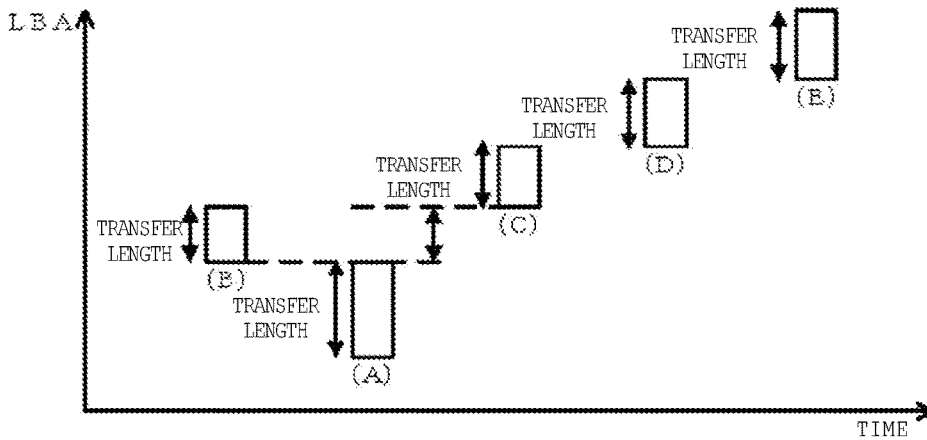 LBA
TRANSFER
LENGTH
(E)
TRANSFER
LENGTH
(D)
TRANSFER
LENGTH
(C)
TRANSFER
LENGTH
(B)
TRANSFER
LENGTH
(A)
TIME